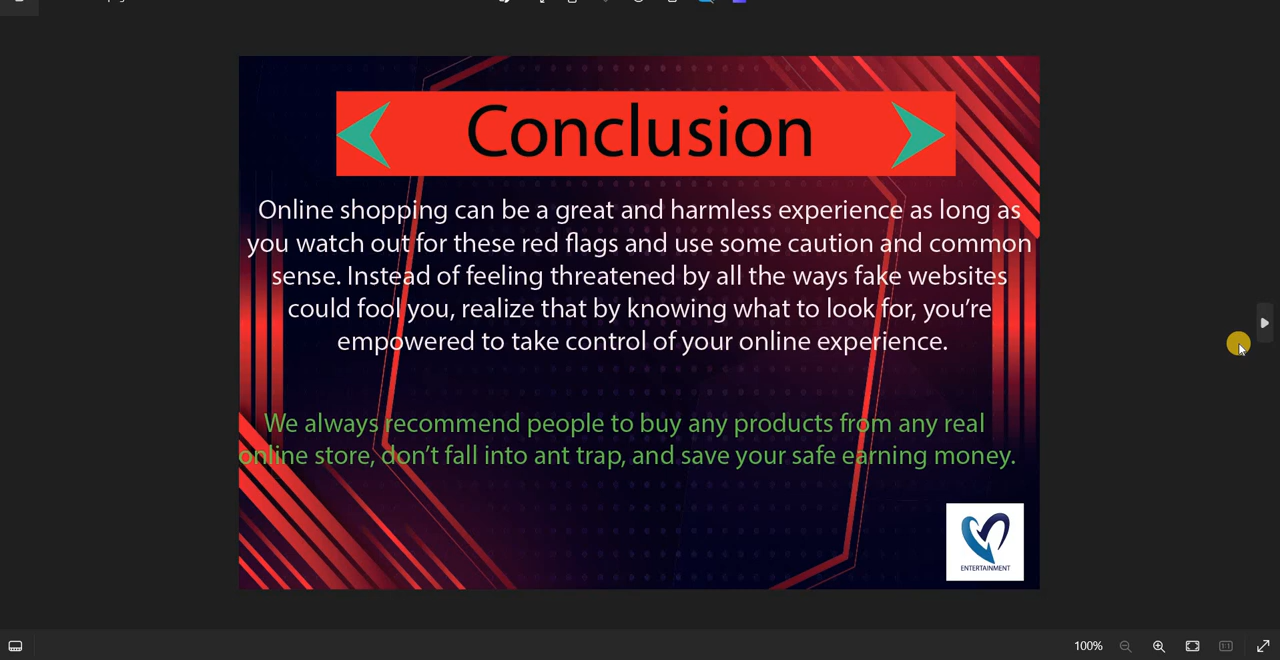 Conclusion
Online shopping can be a great and harmless experience as long as
you watch out for these red flags and use some caution and common
sense. Instead of feeling threatened by all the ways fake websites
could fool you, realize that by knowing what to look for, you’re
empowered to take control of your online experience.
We always recommend people to buy any products from any real
online store, don’t fall into ant trap, and save your safe earning money.
ENTERTAINMENT
100%